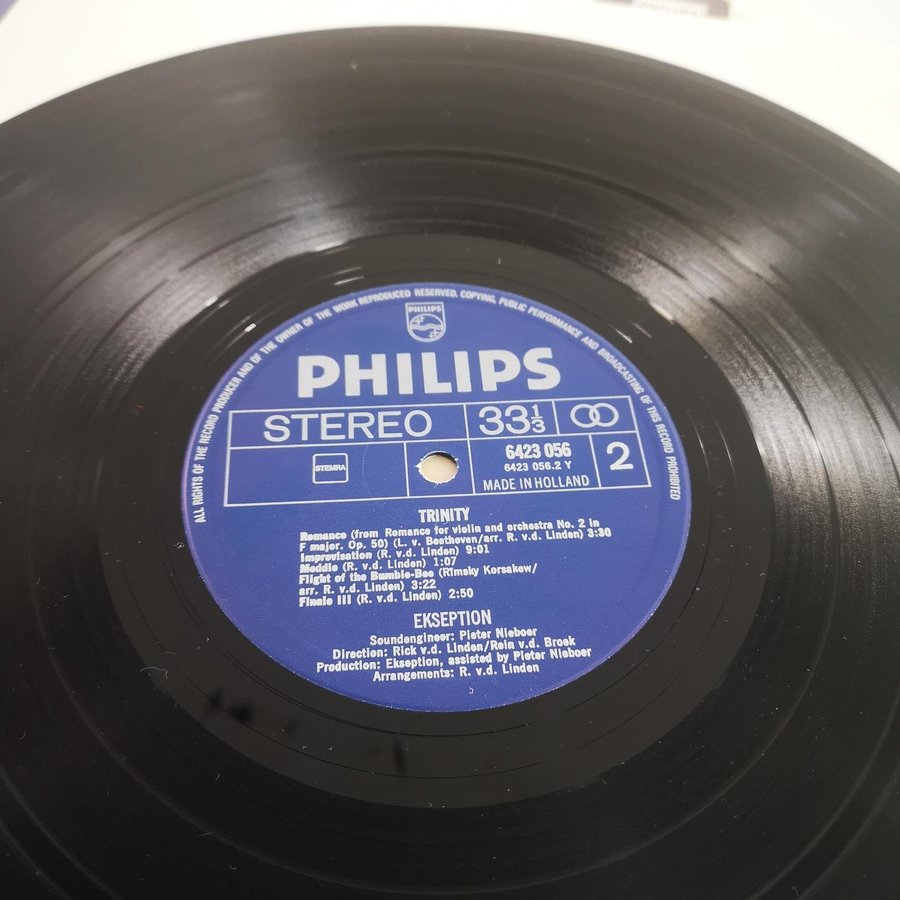 ALL RIGHTS OF THE RECORD PRODUCER AND OF THE OWNER OF THE WORK REPRODUCED RESERVED. COPYING, PUBLIC PERFORMANCE AND BROADCASTING OF THIS RECORD PROHIBITED
PHILIPS
PHILIPS
STEREO
33 1/3
STEMRA
6423 056
6423 056.2 Y
MADE IN HOLLAND
2
TRINITY
Romance (from Romance for violin and orchestra No. 2 in
F major. Op. 50) (L. v. Beethoven/arr. R. v.d. Linden) 3:30
Improvisation (R. v.d. Linden) 9:01
Meddle (R. v.d. Linden) 1:07
Flight of the Bumble-Bee (Rimsky Korsakow/
arr. R. v.d. Linden) 3:22
Finale III (R. v.d. Linden) 2:50
EKSEPTION
Soundengineer: Pieter Nieboer
Direction: Rick v.d. Linden/Rein v.d. Broek
Production: Ekseption, assisted by Pieter Nieboer
Arrangements: R. v.d. Linden